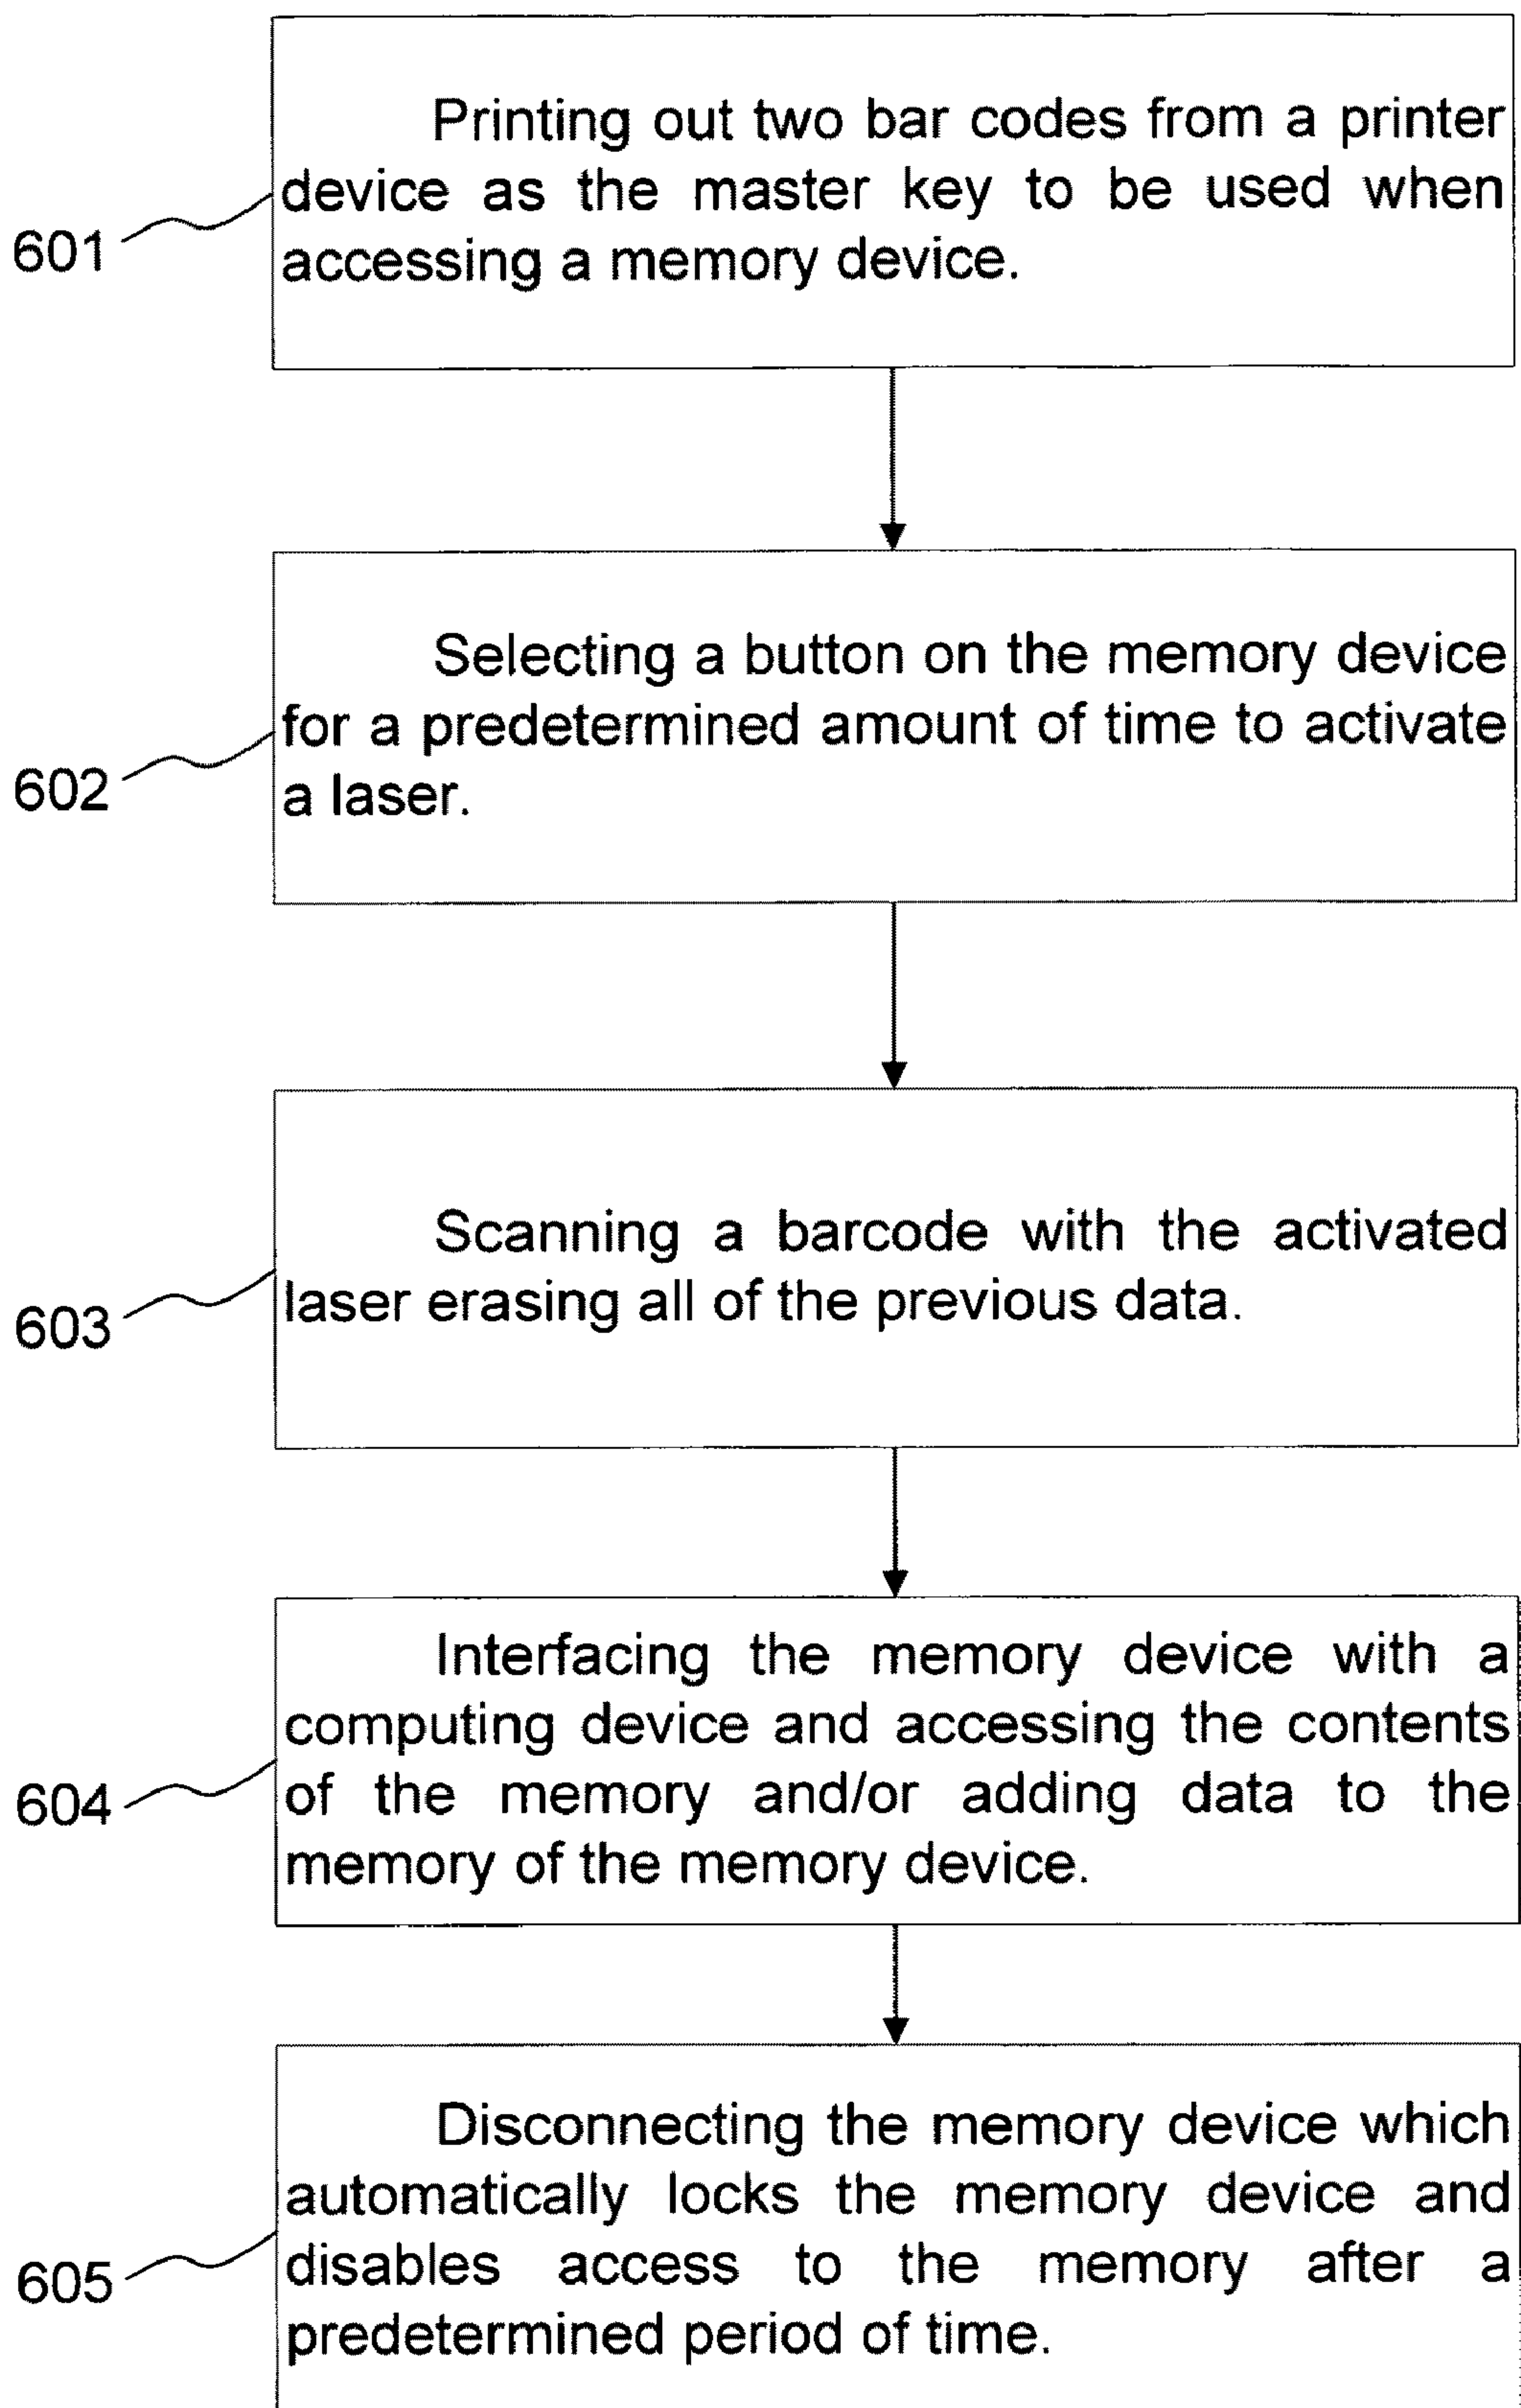 Printing out two bar codes from a printer
device as the master key to be used when
accessing a memory device.
601
Selecting a button on the memory device
for a predetermined amount of time to activate
a laser.
602
Scanning a barcode with the activated
laser erasing all of the previous data.
603
Interfacing the memory device with a
computing device and accessing the contents
of the memory and/or adding data to the
memory of the memory device.
604
Disconnecting the memory device which
automatically locks the memory device and
disables access to the memory after a
predetermined period of time.
605